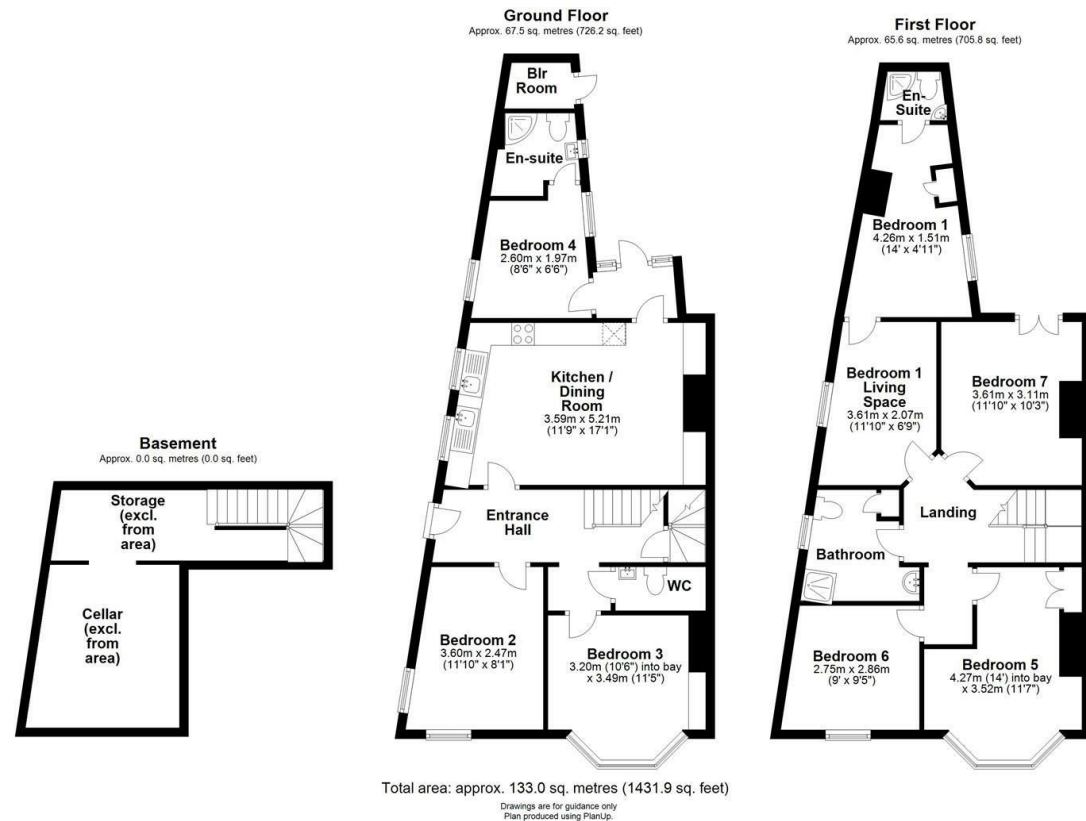 Ground Floor
Approx. 67.5 sq. metres (726.2 sq. feet)
Blr
Room
En-suite
Bedroom 4
2.60m x 1.97m
(8'6" x 6'6")
Kitchen /
Dining
Room
3.59m x 5.21m
(11'9" x 17'1")
Entrance
Hall
WC
Bedroom 2
3.60m x 2.47m
(11'10" x 8'1")
Bedroom 3
3.20m (10'6") into bay
x 3.49m (11'5")
First Floor
Approx. 65.6 sq. metres (705.8 sq. feet)
En-
Suite
Bedroom 1
4.26m x 1.51m
(14' x 4'11")
Bedroom 1
Living
Space
3.61m x 2.07m
(11'10" x 6'9")
Bedroom 7
3.61m x 3.11m
(11'10" x 10'3")
Landing
Bathroom
Bedroom 6
2.75m x 2.86m
(9' x 9'5")
Bedroom 5
4.27m (14') into bay
x 3.52m (11'7")
Basement
Approx. 0.0 sq. metres (0.0 sq. feet)
Storage
(excl.
from
area)
Cellar
(excl.
from
area)
Total area: approx. 133.0 sq. metres (1431.9 sq. feet)
Drawings are for guidance only
Plan produced using PlanUp.